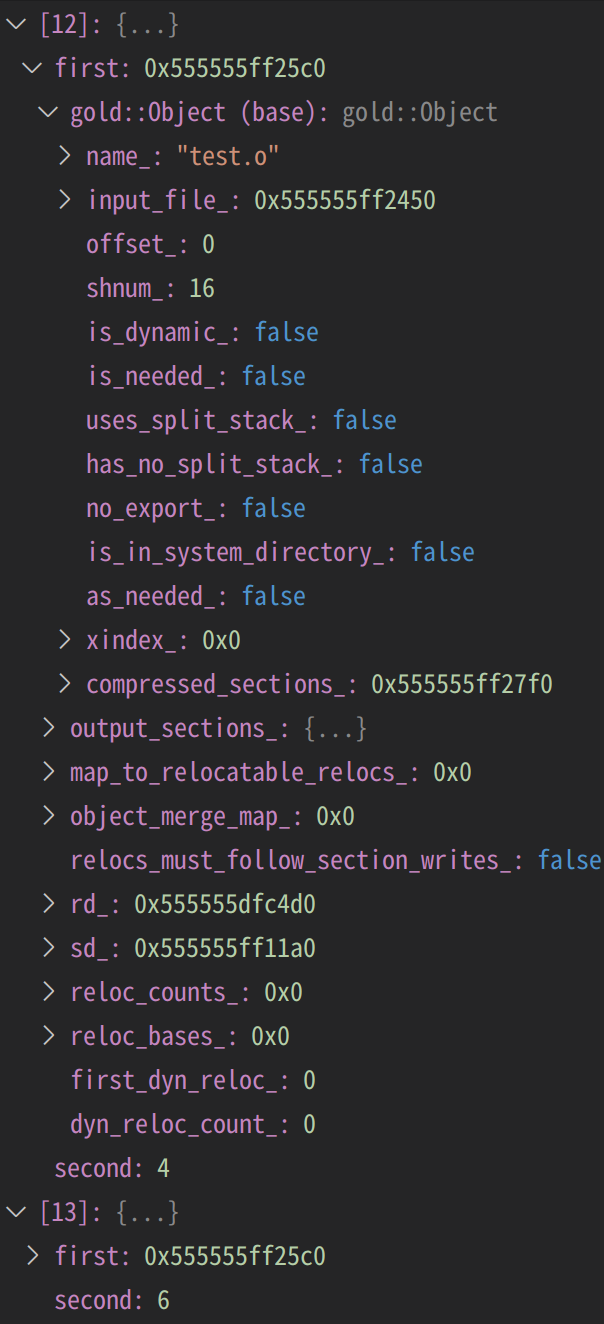 [12]: {...}
first: 0x555555ff25c0
gold::Object (base): gold::Object
name_: "test.o"
input_file_: 0x555555ff2450
offset_: 0
shnum_: 16
is_dynamic_: false
is_needed_: false
uses_split_stack_: false
has_no_split_stack_: false
no_export_: false
is_in_system_directory_: false
as_needed_: false
xindex_: 0x0
compressed_sections_: 0x555555ff27f0
output_sections_: {...}
map_to_relocatable_relocs_: 0x0
object_merge_map_: 0x0
relocs_must_follow_section_writes_: false
rd_: 0x555555dfc4d0
sd_: 0x555555ff11a0
reloc_counts_: 0x0
reloc_bases_: 0x0
first_dyn_reloc_: 0
dyn_reloc_count_: 0
second: 4
[13]: {...}
first: 0x555555ff25c0
second: 6